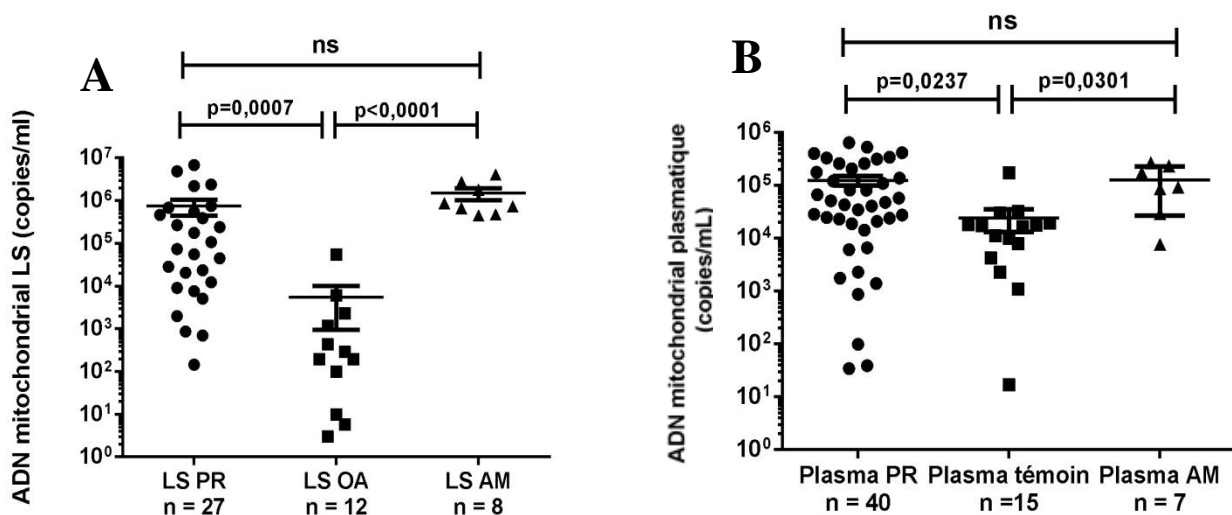 A
ns
p=0,0007
p<0,0001
ADN mitochondrial LS (copies/ml)
10^7
10^6
10^5
10^4
10^3
10^2
10^1
10^0
LS PR
n = 27
LS OA
n = 12
LS AM
n = 8
B
ns
p=0,0237
p=0,0301
ADN mitochondrial plasmatique
(copies/mL)
10^6
10^5
10^4
10^3
10^2
10^1
10^0
Plasma PR
n = 40
Plasma témoin
n =15
Plasma AM
n = 7